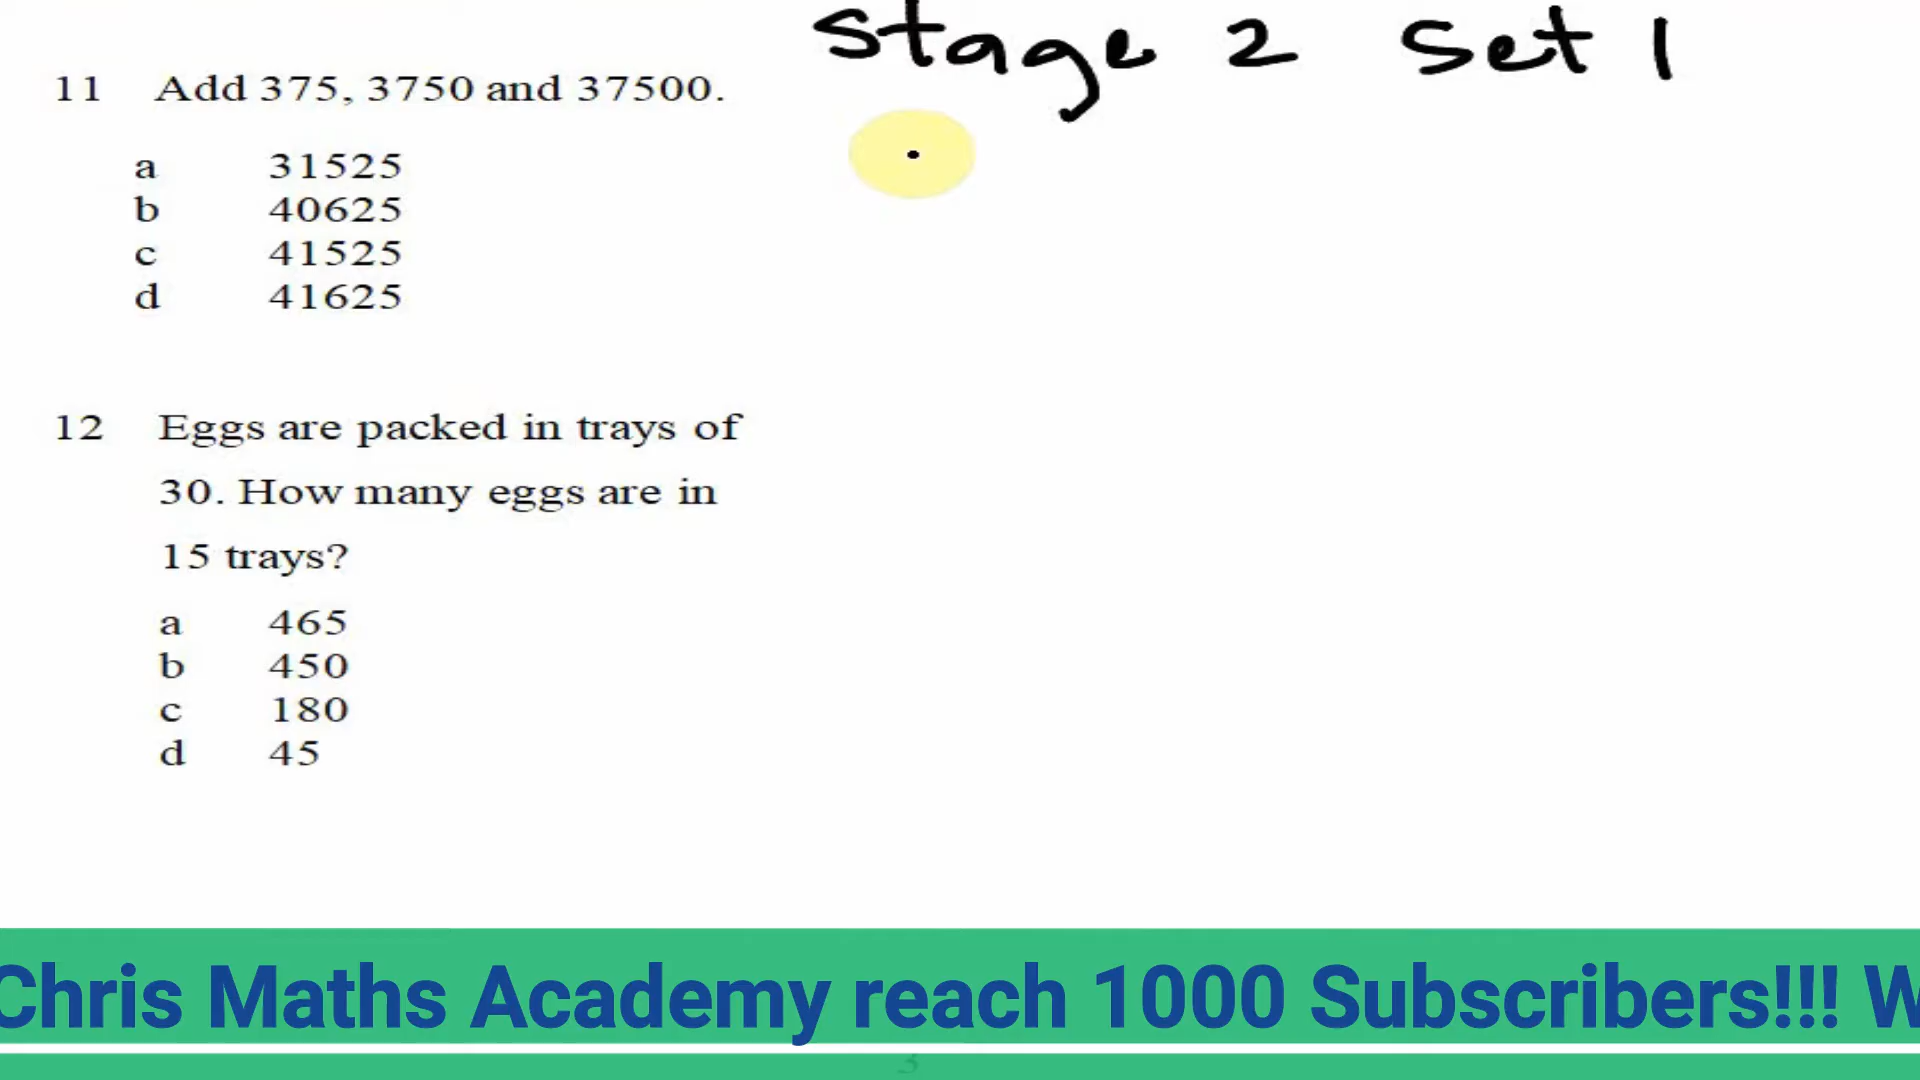 Stage 2 Set 1
11 Add 375, 3750 and 37500.
a 31525
b 40625
c 41525
d 41625
12 Eggs are packed in trays of
30. How many eggs are in
15 trays?
a 465
b 450
c 180
d 45
Chris Maths Academy reach 1000 Subscribers!!! W
3